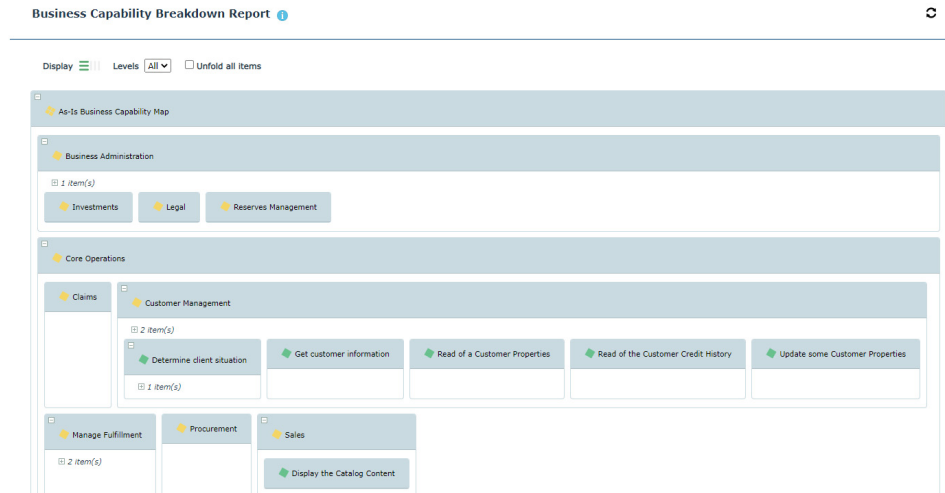 Business Capability Breakdown Report
Display Levels All Unfold all items
As-Is Business Capability Map
Business Administration
1 item(s)
Investments Legal Reserves Management
Core Operations
Claims
Customer Management
2 item(s)
Determine client situation Get customer information Read of a Customer Properties Read of the Customer Credit History Update some Customer Properties
1 item(s)
Manage Fulfillment Procurement Sales
2 item(s)
Display the Catalog Content